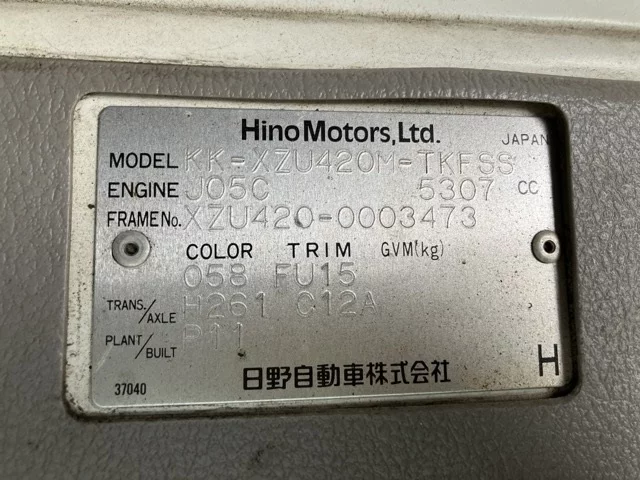 Hino Motors, Ltd.
JAPAN
MODEL KK-XZU420M-TKFSS
ENGINE J05C 5307 CC
FRAME No. XZU420-0003473
COLOR TRIM G.V.M(kg)
058 FU15
TRANS./AXLE H261 C12A
PLANT/BUILT P11
37040 日野自動車株式会社 H